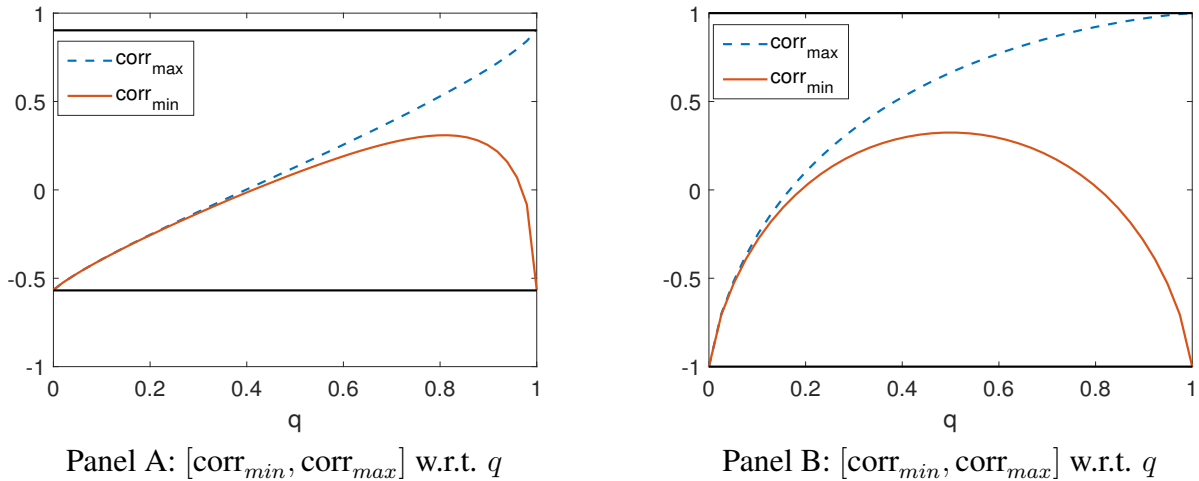 1
0.5
0
-0.5
-1
corr_max
corr_min
0 0.2 0.4 0.6 0.8 1
q
Panel A: [corr_min, corr_max] w.r.t. q
1
0.5
0
-0.5
-1
corr_max
corr_min
0 0.2 0.4 0.6 0.8 1
q
Panel B: [corr_min, corr_max] w.r.t. q